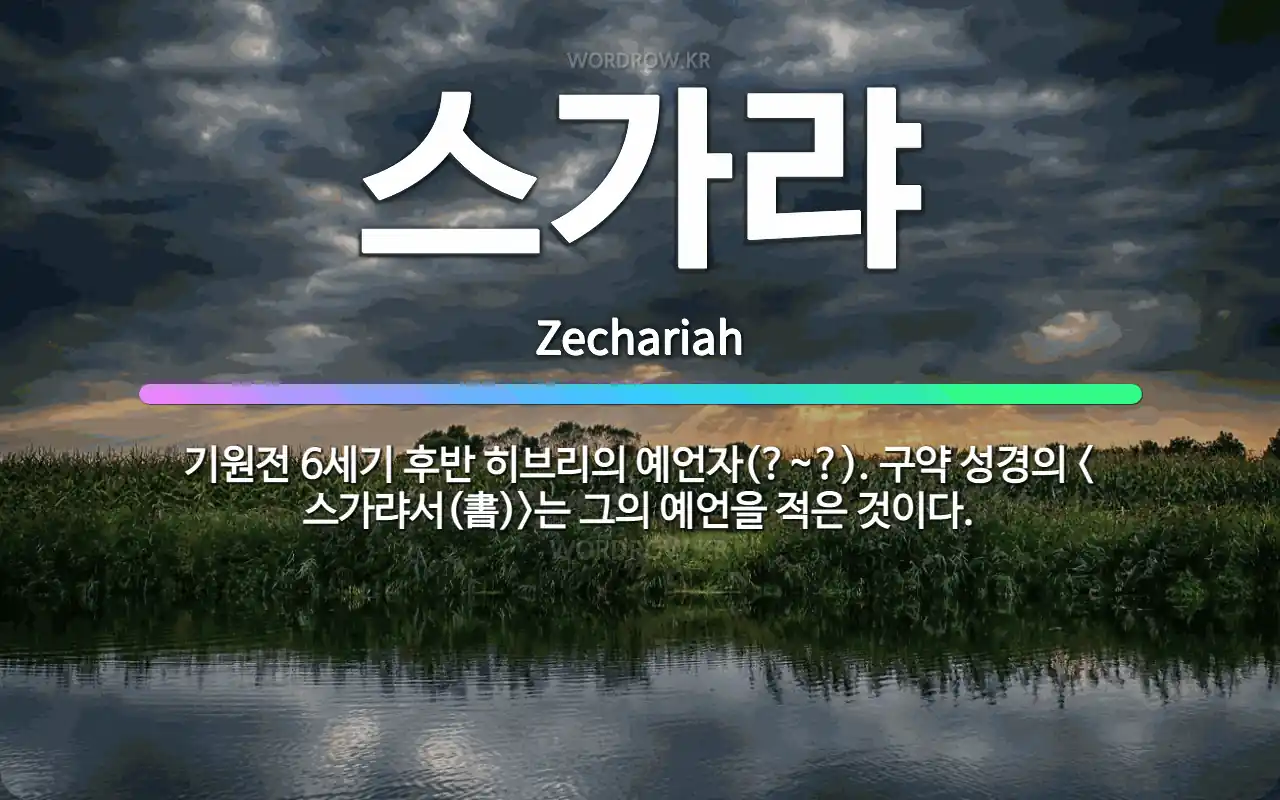 WORDROW.KR
스가랴
Zechariah
기원전 6세기 후반 히브리의 예언자(?~?). 구약 성경의 〈
스가랴서(書)〉는 그의 예언을 적은 것이다.
WORDROW.KR